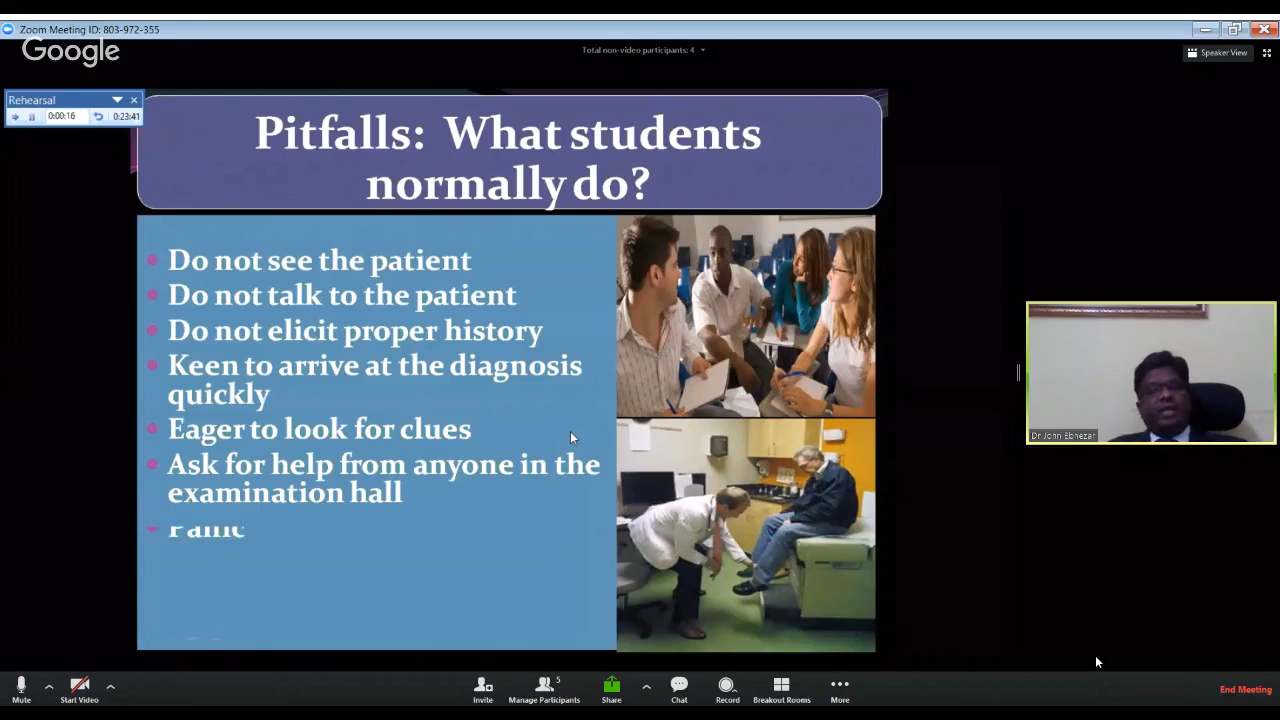 Zoom Meeting ID: 803-972-355
Google
Total non-video participants: 4
Speaker View
Rehearsal
0:00:16
0:23:41
Pitfalls: What students
normally do?
Do not see the patient
Do not talk to the patient
Do not elicit proper history
Keen to arrive at the diagnosis
quickly
Eager to look for clues
Ask for help from anyone in the
examination hall
Panic
Dr John Ebnezar
Mute
Start Video
Invite
5
Manage Participants
Share
Chat
Record
Breakout Rooms
More
End Meeting